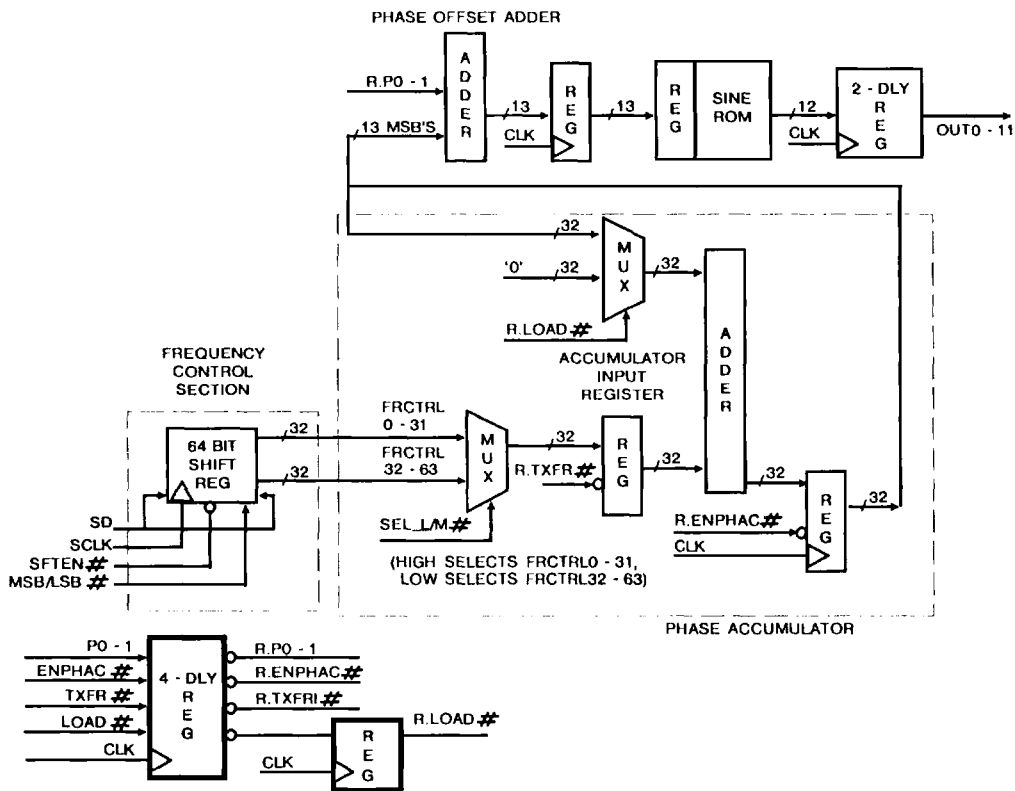 PHASE OFFSET ADDER
R.P0 - 1
13 MSB'S
ADDER
13
CLK
REG
13
REG
SINE
ROM
12
CLK
2 - DLY
REG
OUT0 - 11
32
'0'
32
MUX
32
R.LOAD#
ADDER
ACCUMULATOR
INPUT
REGISTER
FREQUENCY
CONTROL
SECTION
64 BIT
SHIFT
REG
32
32
FRCTRL
0 - 31
FRCTRL
32 - 63
MUX
32
R.TXFR#
REG
32
32
R.ENPHAC#
CLK
REG
32
SEL_L/M#
(HIGH SELECTS FRCTRL0 - 31,
LOW SELECTS FRCTRL32 - 63)
SD
SCLK
SFTEN#
MSB/LSB#
PHASE ACCUMULATOR
P0 - 1
ENPHAC#
TXFR#
LOAD#
CLK
4 - DLY
REG
R.P0 - 1
R.ENPHAC#
R.TXFRI#
CLK
REG
R.LOAD#